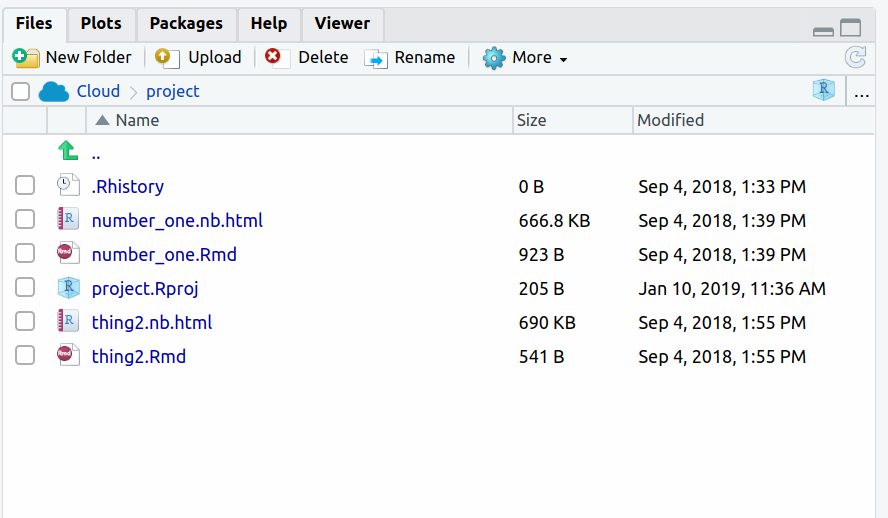 Files Plots Packages Help Viewer
New Folder Upload Delete Rename More
Cloud project R ...
Name Size Modified
..
.Rhistory 0 B Sep 4, 2018, 1:33 PM
R number_one.nb.html 666.8 KB Sep 4, 2018, 1:39 PM
Rmd number_one.Rmd 923 B Sep 4, 2018, 1:39 PM
R project.Rproj 205 B Jan 10, 2019, 11:36 AM
R thing2.nb.html 690 KB Sep 4, 2018, 1:55 PM
Rmd thing2.Rmd 541 B Sep 4, 2018, 1:55 PM